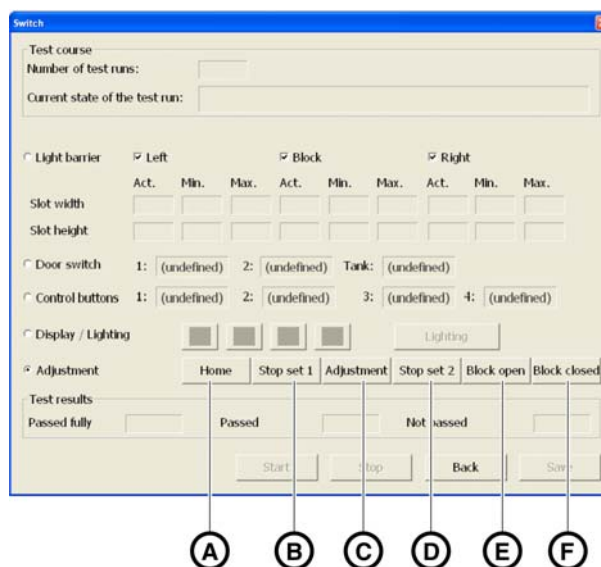 Switch
Test course
Number of test runs:
Current state of the test run:
Light barrier Left Block Right
Act. Min. Max. Act. Min. Max. Act. Min. Max.
Slot width
Slot height
Door switch 1: (undefined) 2: (undefined) Tank: (undefined)
Control buttons 1: (undefined) 2: (undefined) 3: (undefined) 4: (undefined)
Display / Lighting Lighting
Adjustment Home Stop set 1 Adjustment Stop set 2 Block open Block closed
Test results
Passed fully Passed Not passed
Start Stop Back Save
A B C D E F